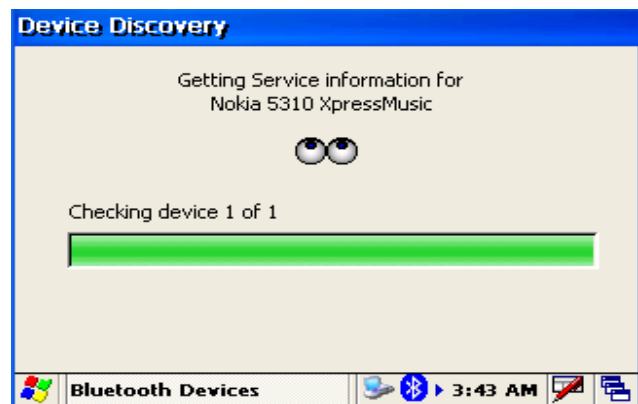 Device Discovery
Getting Service information for
Nokia 5310 XpressMusic
Checking device 1 of 1
Bluetooth Devices
3:43 AM